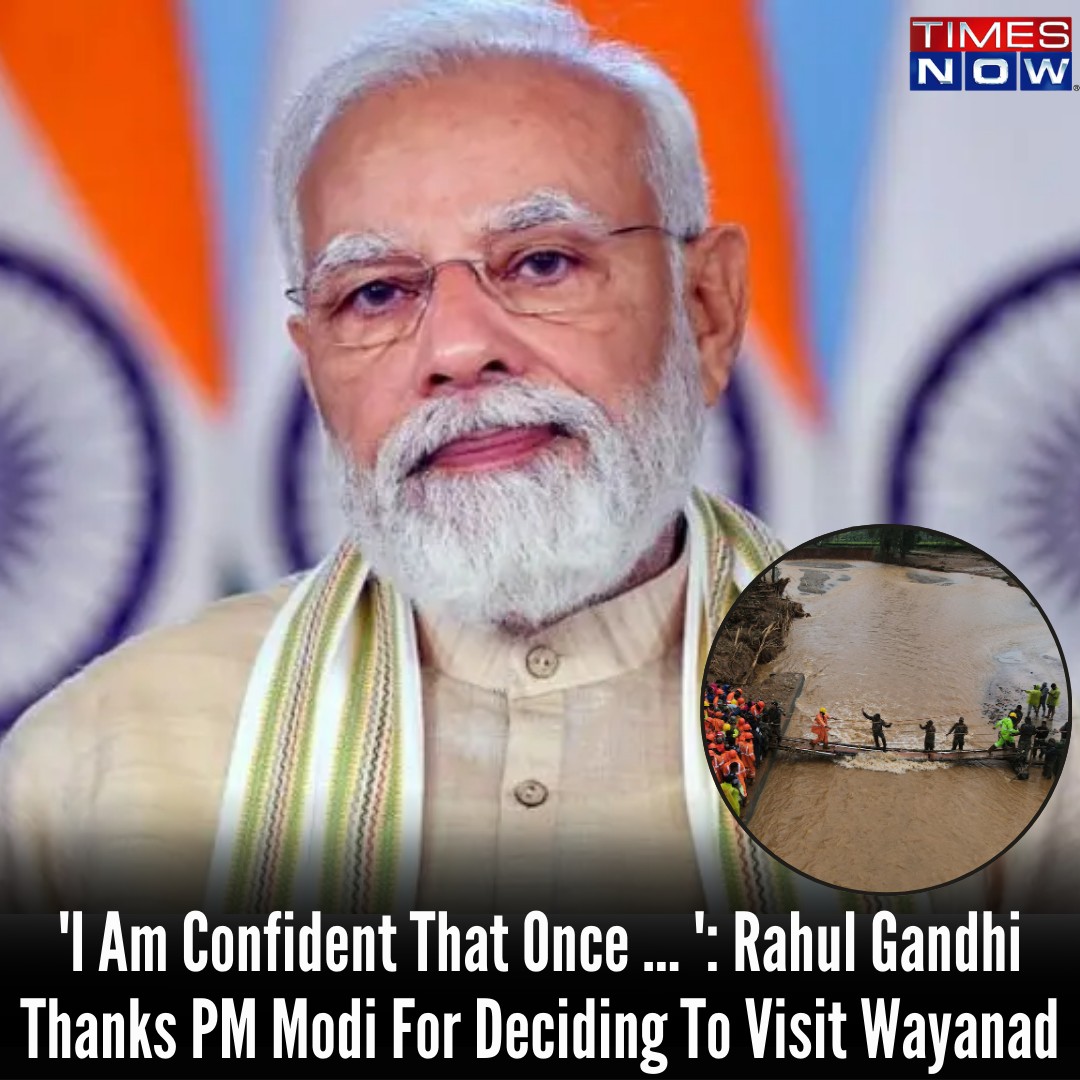 TIMES
NOW
'I Am Confident That Once ... ': Rahul Gandhi
Thanks PM Modi For Deciding To Visit Wayanad